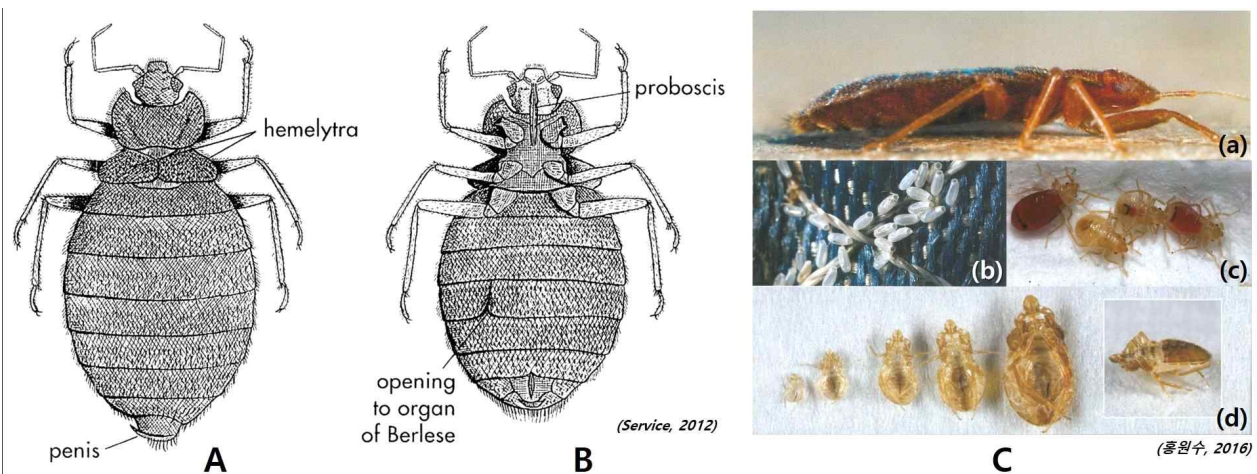 hemelytra
penis
A
proboscis
opening
to organ
of Berlese
(Service, 2012)
B
(a)
(b)
(c)
(d)
C
(홍원수, 2016)